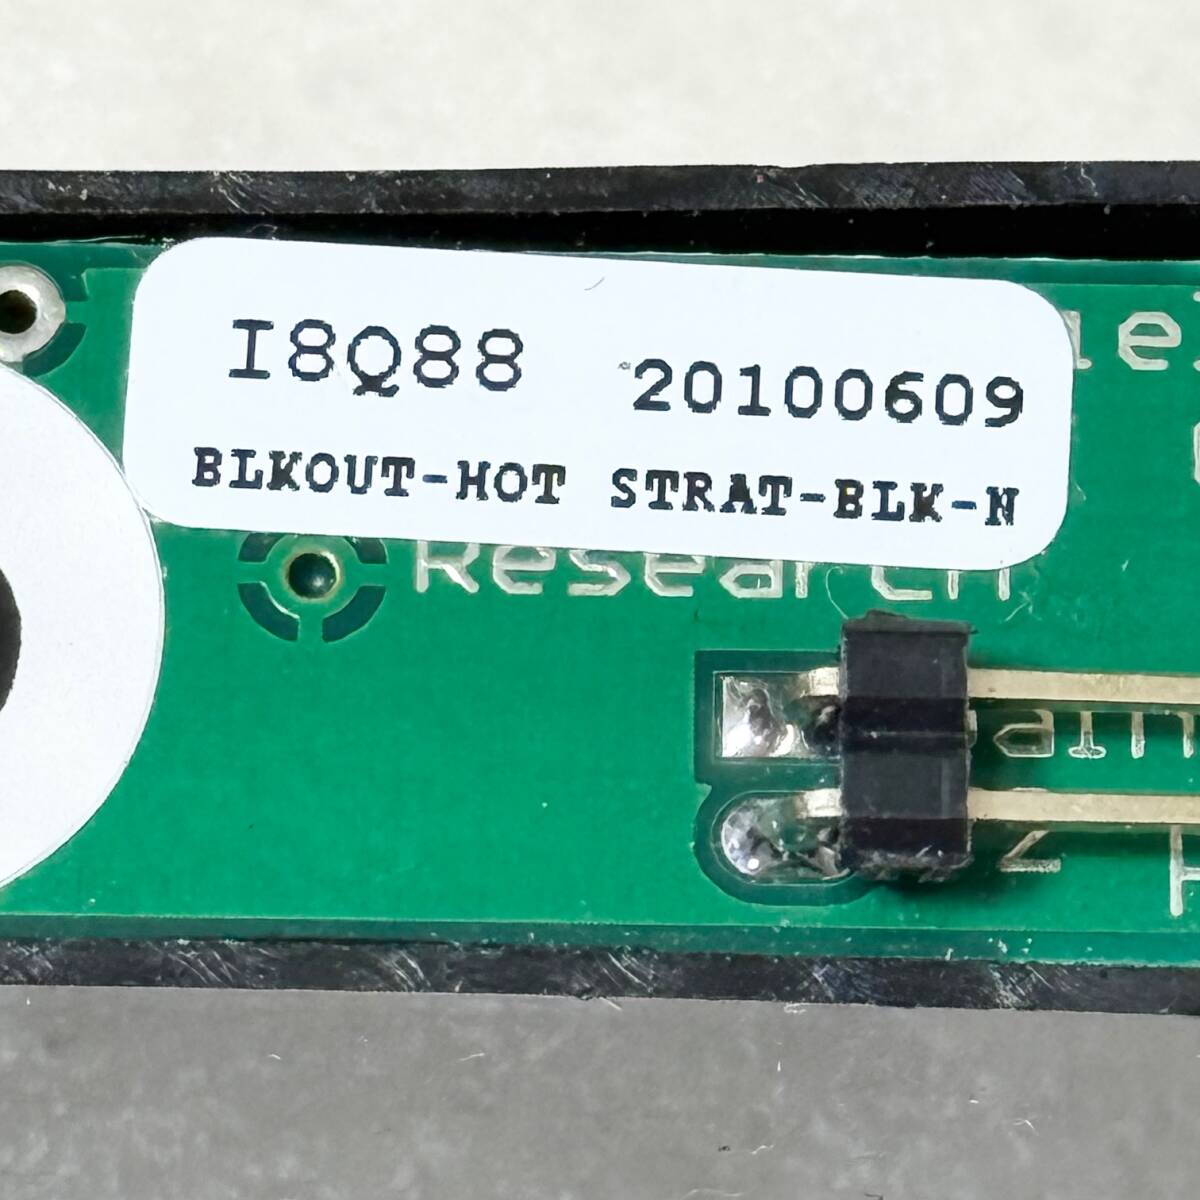 I8Q88 20100609
BLKOUT-HOT STRAT-BLK-N
Research